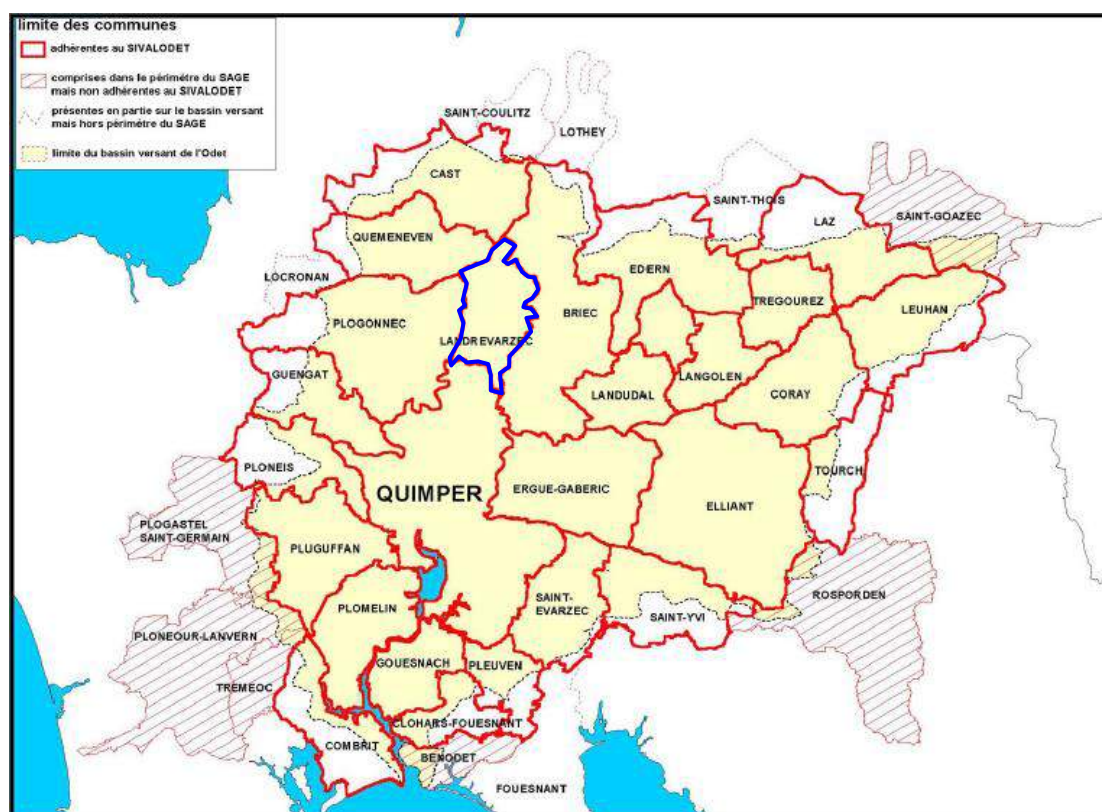 limite des communes
adhérentes au SIVALODET
comprises dans le périmétre du SAGE
mais non adhérentes au SIVALODET
présentes en partie sur le bassin versant
mais hors périmétre du SAGE
limite du bassin versant de l'Odet
SAINT-COULITZ
LOTHEY
CAST
SAINT-THOIS
LAZ
SAINT-GOAZEC
QUEMENEVEN
LOCRONAN
EDIERN
TREGOUREZ
LEUHAN
PLOGONNEC
BRIEC
LANDREVARZEC
GUENGAT
LANGOLEN
LANDUDAL
CORAY
PLONEIS
TOURCH
QUIMPER
ERGUE-GABERIC
ELLIANT
PLOGASTEL
SAINT-GERMAIN
PLUGUFFAN
PLOMELIN
SAINT-
EVARZEC
ROSPORDEN
SAINT-YVI
PLONEOUR-LANVERN
GOUESNACH
PLEUVEN
TREMEOC
CLOHARS-FOUESNANT
COMBRIT
BENODET
FOUESNANT